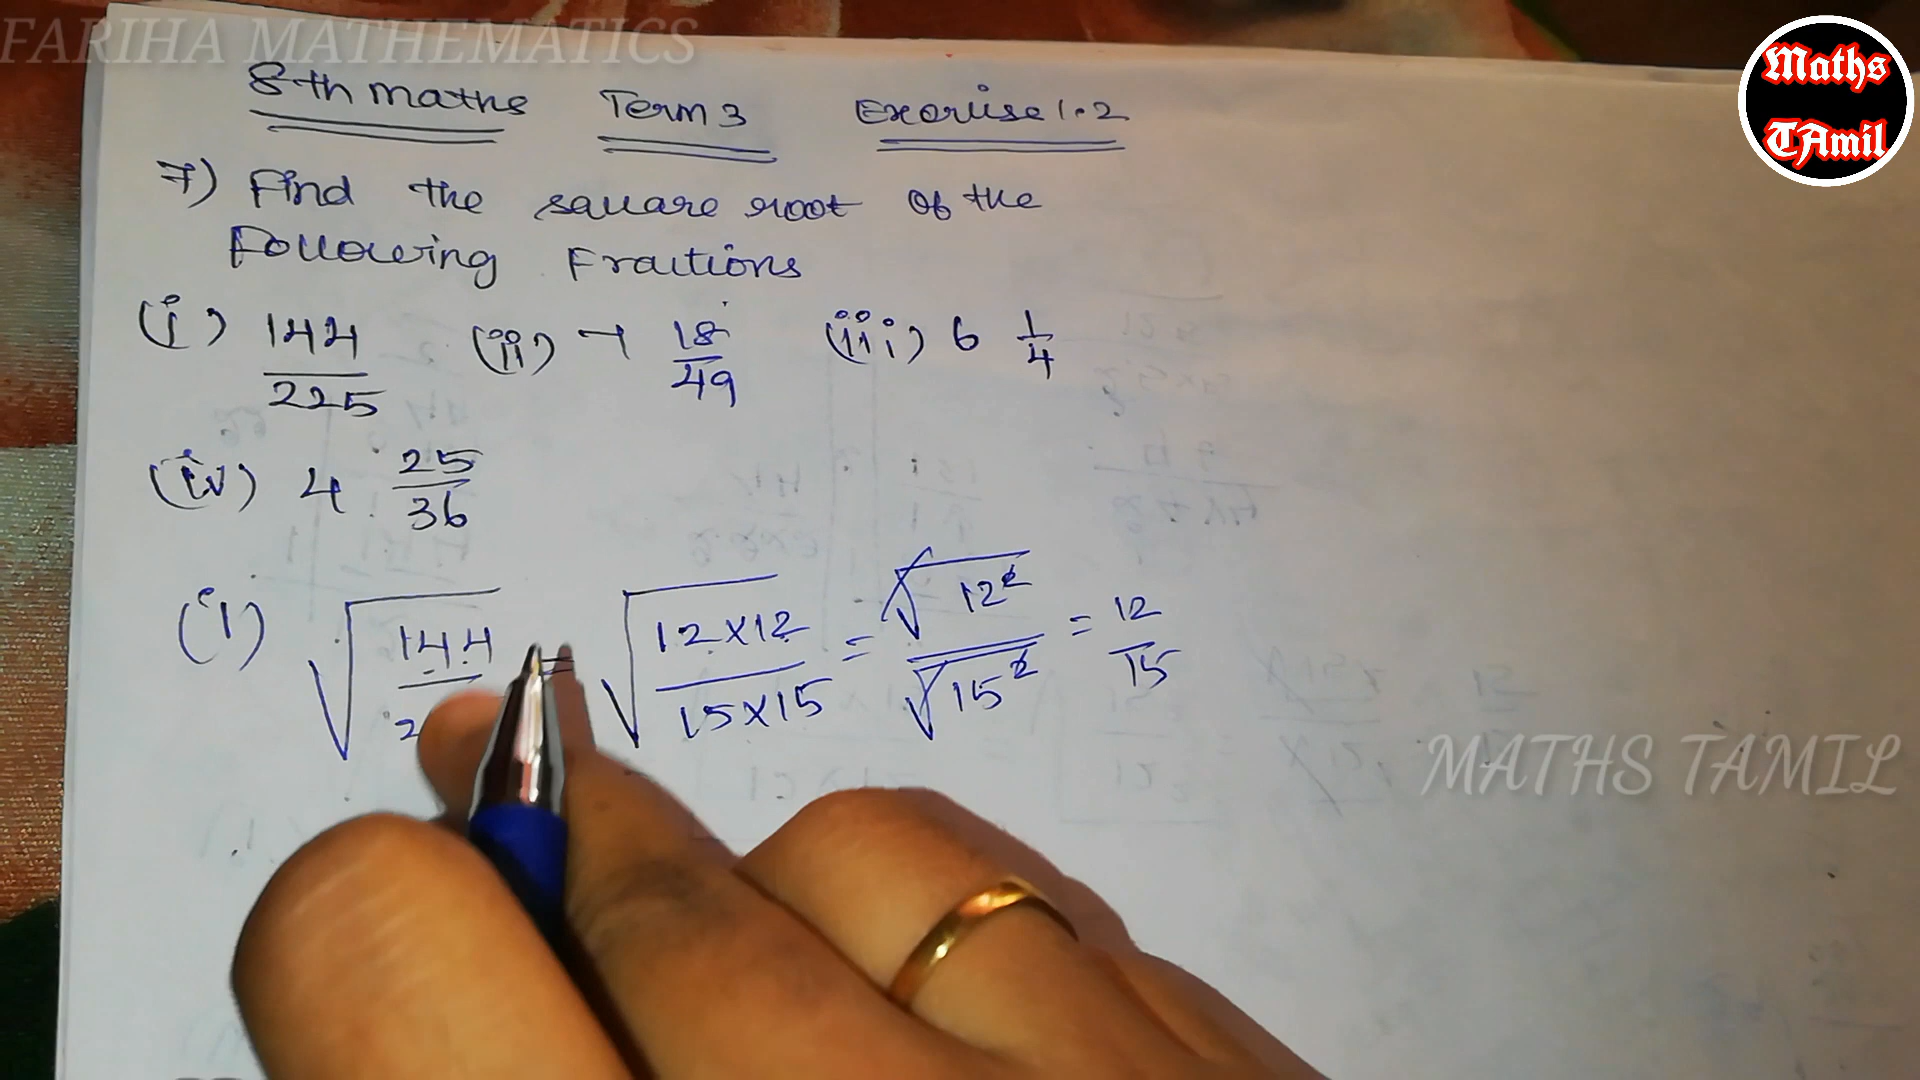 FARIHA MATHEMATICS
Maths
TAmil
8th maths Term 3 Exercise 1.2
7) Find the square root of the
Following Fractions
(i) 144/225 (ii) 7 18/49 (iii) 6 1/4
(iv) 4 25/36
(i) √144/2 = √12×12/15×15 = √12²/√15² = 12/15
MATHS TAMIL